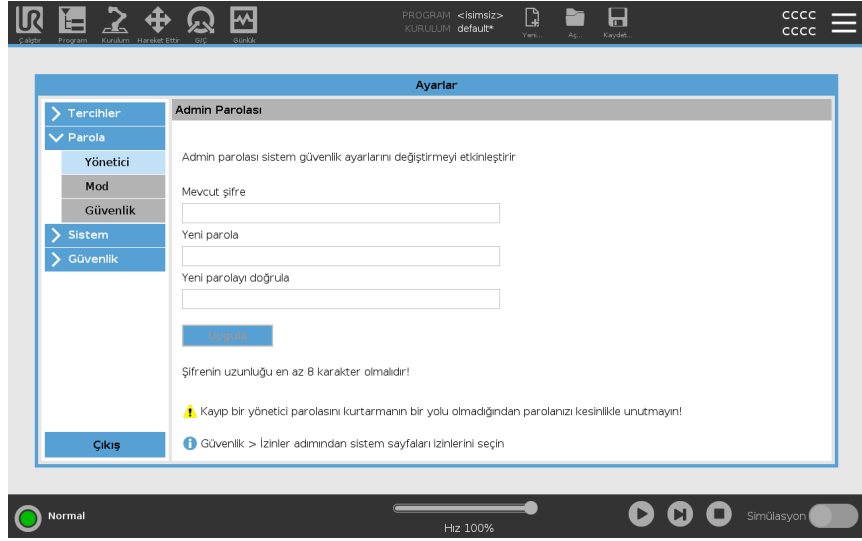 UR
PROGRAM <isimsiz>
KURULUM default*
cccc
cccc
Çalıştır Program Kurulum Hareket Ettir G/Ç Günlük
Yeni... Aç... Kaydet...
Ayarlar
Tercihler
Parola
Yönetici
Mod
Güvenlik
Sistem
Güvenlik
Çıkış
Admin Parolası
Admin parolası sistem güvenlik ayarlarını değiştirmeyi etkinleştirir
Mevcut şifre
Yeni parola
Yeni parolayı doğrula
Uygula
Şifrenin uzunluğu en az 8 karakter olmalıdır!
Kayıp bir yönetici parolasını kurtarmanın bir yolu olmadığından parolanızı kesinlikle unutmayın!
Güvenlik > İzinler adımından sistem sayfaları izinlerini seçin
Normal
Hız 100%
Simülasyon